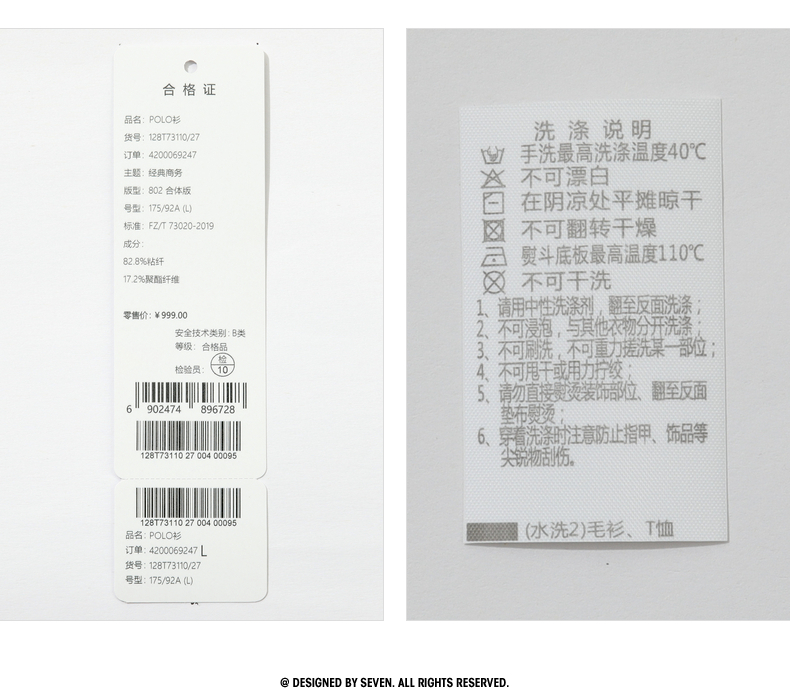 合格证
品名: POLO衫
货号: 128T73110/27
订单: 4200069247
主题: 经典商务
版型: 802 合体版
号型: 175/92A (L)
标准: FZ/T 73020-2019
成分:
82.8%粘纤
17.2%聚酯纤维
零售价: ¥999.00
安全技术类别: B类
等级: 合格品
检验员: 检 10
6 902474 896728
128T73110 27 004 00095
128T73110 27 004 00095
品名: POLO衫
订单: 4200069247 L
货号: 128T73110/27
号型: 175/92A (L)
洗涤说明
手洗最高洗涤温度40℃
不可漂白
在阴凉处平摊晾干
不可翻转干燥
熨斗底板最高温度110℃
不可干洗
1、请用中性洗涤剂，翻至反面洗涤；
2、不可浸泡，与其他衣物分开洗涤；
3、不可刷洗，不可重力搓洗某一部位；
4、不可甩干或用力拧绞；
5、请勿直接熨烫装饰部位、翻至反面
垫布熨烫；
6、穿着洗涤时注意防止指甲、饰品等
尖锐物刮伤。
(水洗2)毛衫、T恤
@ DESIGNED BY SEVEN. ALL RIGHTS RESERVED.